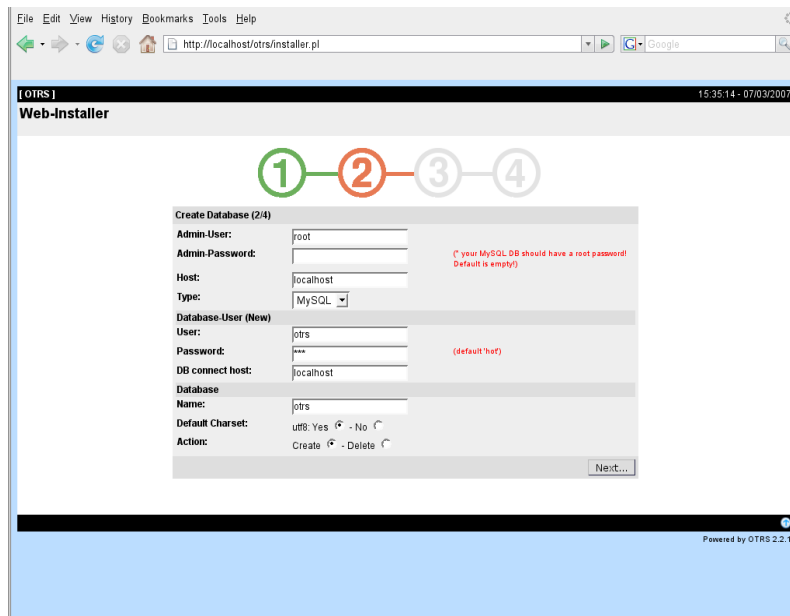 File Edit View History Bookmarks Tools Help
http://localhost/otrs/installer.pl
G Google
[ OTRS ] 15:35:14 - 07/03/2007
Web-Installer
1 2 3 4
Create Database (2/4)
Admin-User: root
Admin-Password: (* your MySQL DB should have a root password!
Default is empty!)
Host: localhost
Type: MySQL
Database-User (New)
User: otrs
Password: *** (default 'hot')
DB connect host: localhost
Database
Name: otrs
Default Charset: utf8: Yes - No
Action: Create - Delete
Next...
Powered by OTRS 2.2.1